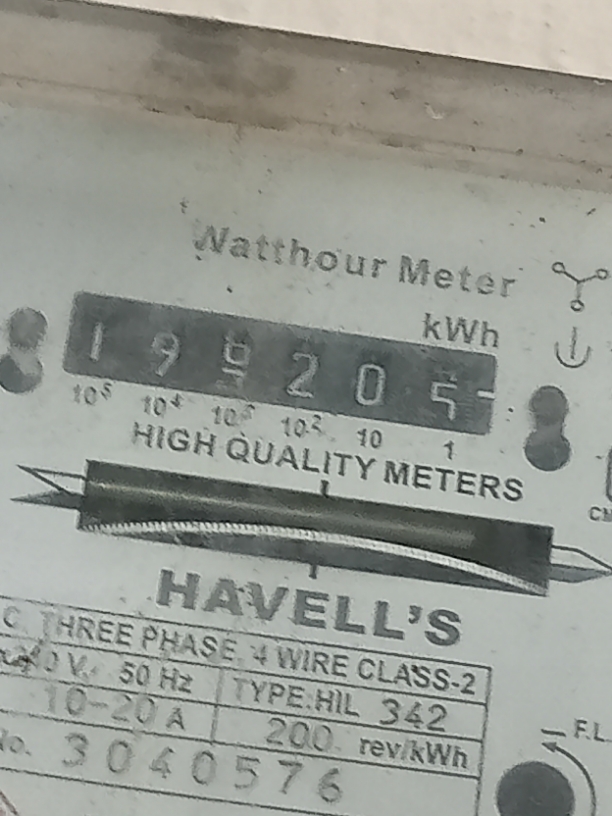 Watthour Meter
kWh
1 9 9 2 0 5
10⁵ 10⁴ 10³ 10² 10 1
HIGH QUALITY METERS
HAVELL'S
C. THREE PHASE, 4 WIRE CLASS-2
V. 50 Hz TYPE:HIL 342
10-20 A 200 rev/kWh
No. 3040576
F.L.